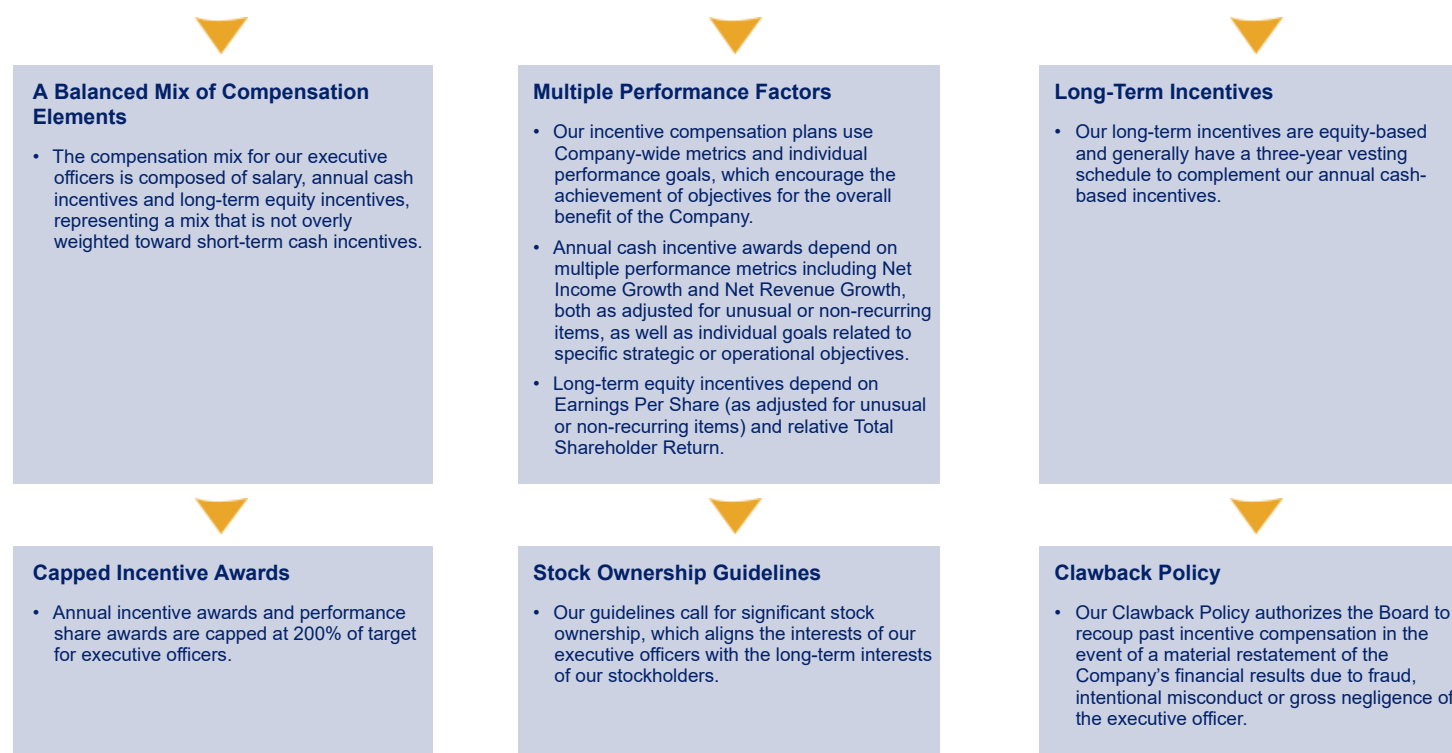 A Balanced Mix of Compensation
Elements
• The compensation mix for our executive
officers is composed of salary, annual cash
incentives and long-term equity incentives,
representing a mix that is not overly
weighted toward short-term cash incentives.
Multiple Performance Factors
• Our incentive compensation plans use
Company-wide metrics and individual
performance goals, which encourage the
achievement of objectives for the overall
benefit of the Company.
• Annual cash incentive awards depend on
multiple performance metrics including Net
Income Growth and Net Revenue Growth,
both as adjusted for unusual or non-recurring
items, as well as individual goals related to
specific strategic or operational objectives.
• Long-term equity incentives depend on
Earnings Per Share (as adjusted for unusual
or non-recurring items) and relative Total
Shareholder Return.
Long-Term Incentives
• Our long-term incentives are equity-based
and generally have a three-year vesting
schedule to complement our annual cash-
based incentives.
Capped Incentive Awards
• Annual incentive awards and performance
share awards are capped at 200% of target
for executive officers.
Stock Ownership Guidelines
• Our guidelines call for significant stock
ownership, which aligns the interests of our
executive officers with the long-term interests
of our stockholders.
Clawback Policy
• Our Clawback Policy authorizes the Board to
recoup past incentive compensation in the
event of a material restatement of the
Company's financial results due to fraud,
intentional misconduct or gross negligence of
the executive officer.